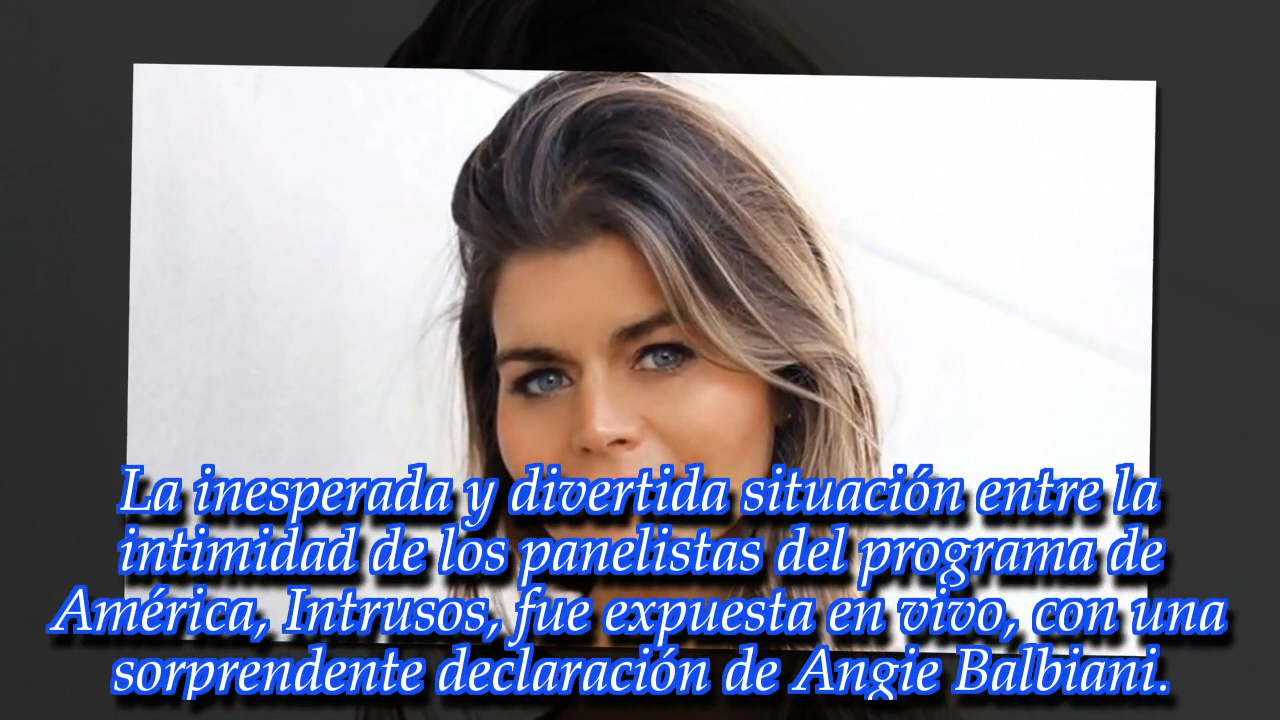 La inesperada y divertida situación entre la
intimidad de los panelistas del programa de
América, Intrusos, fue expuesta en vivo, con una
sorprendente declaración de Angie Balbiani.